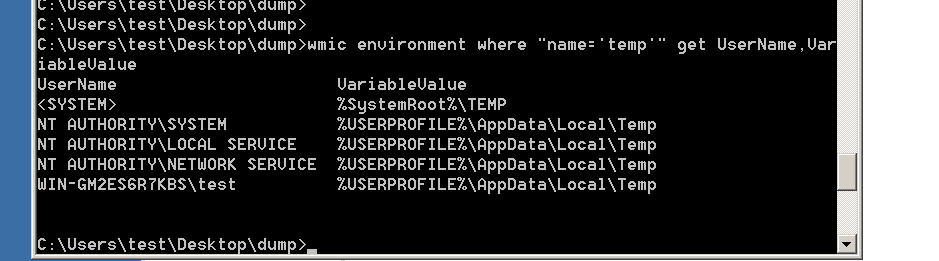 C:\Users\test\Desktop\dump>
C:\Users\test\Desktop\dump>
C:\Users\test\Desktop\dump>wmic environment where "name='temp'" get UserName,Var
iableValue
UserName                      VariableValue
<SYSTEM>                      %SystemRoot%\TEMP
NT AUTHORITY\SYSTEM           %USERPROFILE%\AppData\Local\Temp
NT AUTHORITY\LOCAL SERVICE    %USERPROFILE%\AppData\Local\Temp
NT AUTHORITY\NETWORK SERVICE  %USERPROFILE%\AppData\Local\Temp
WIN-GM2ES6R7KBS\test          %USERPROFILE%\AppData\Local\Temp
C:\Users\test\Desktop\dump>_